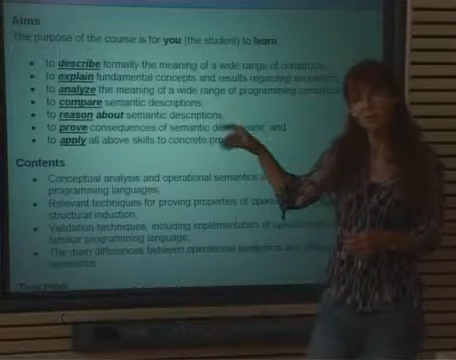 Aims
The purpose of the course is for you (the student) to learn
to describe formally the meaning of a wide range of
to explain fundamental concepts and results regarding semantics,
to analyze the meaning of a wide range of programming
to compare semantic descriptions,
to reason about semantic descriptions,
to prove consequences of semantic and
to apply all above skills to concrete
Contents
Conceptual analysis and operational semantics
programming languages;
Relevant techniques for proving properties of
structural induction;
Validation techniques, including implementation of
familiar programming language;
The main differences between operational semantics and
semantics